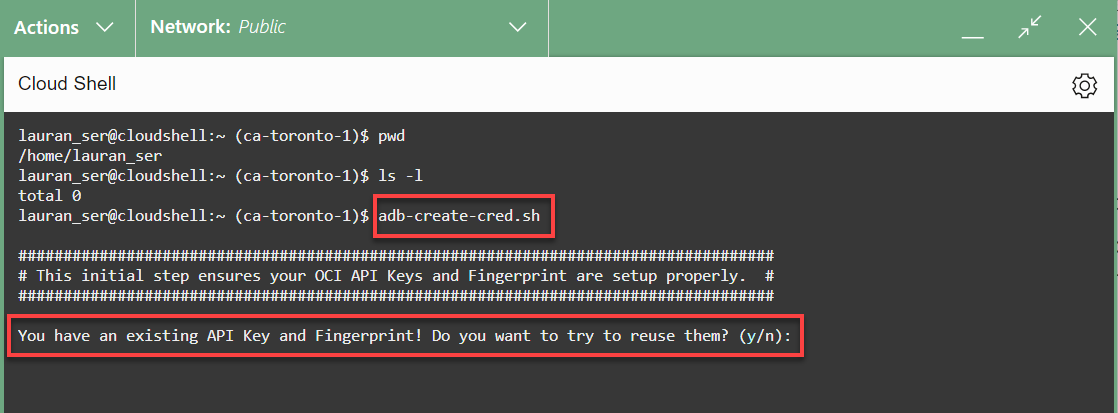 Actions Network: Public
Cloud Shell
lauran_ser@cloudshell:~ (ca-toronto-1)$ pwd
/home/lauran_ser
lauran_ser@cloudshell:~ (ca-toronto-1)$ ls -l
total 0
lauran_ser@cloudshell:~ (ca-toronto-1)$ adb-create-cred.sh
####################################################################################
# This initial step ensures your OCI API Keys and Fingerprint are setup properly.  #
####################################################################################
You have an existing API Key and Fingerprint! Do you want to try to reuse them? (y/n):